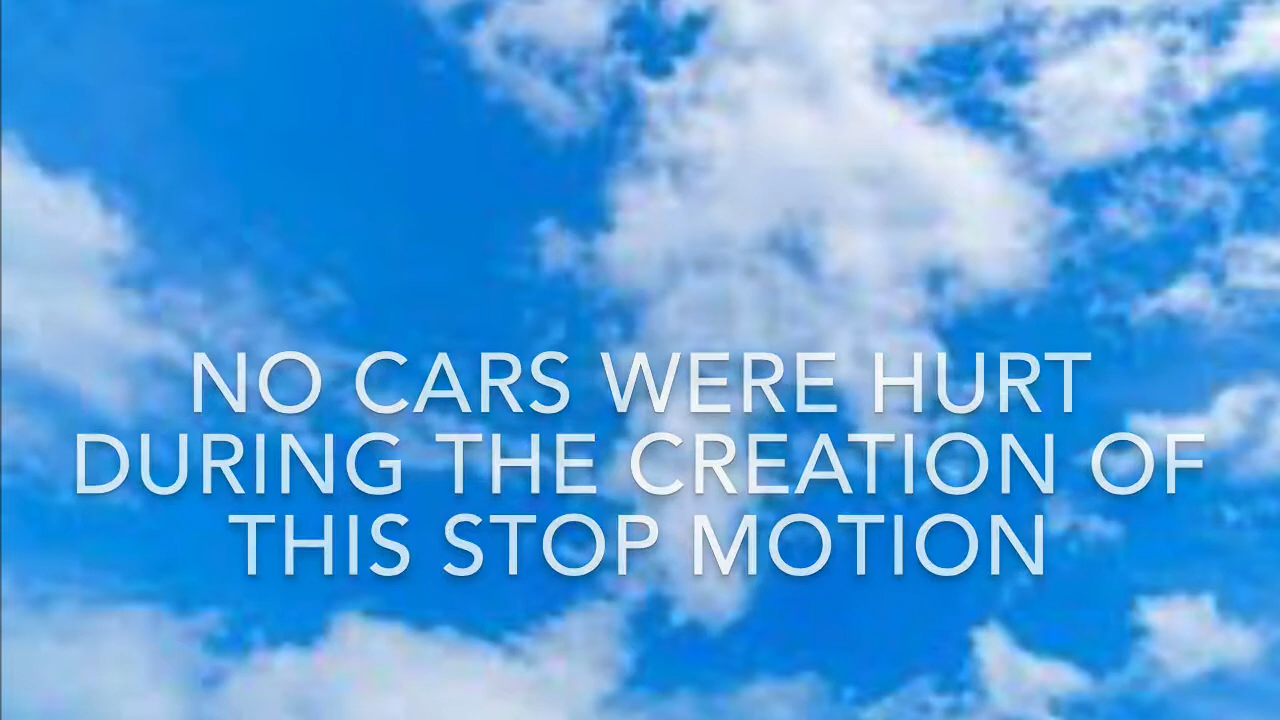 NO CARS WERE HURT
DURING THE CREATION OF
THIS STOP MOTION